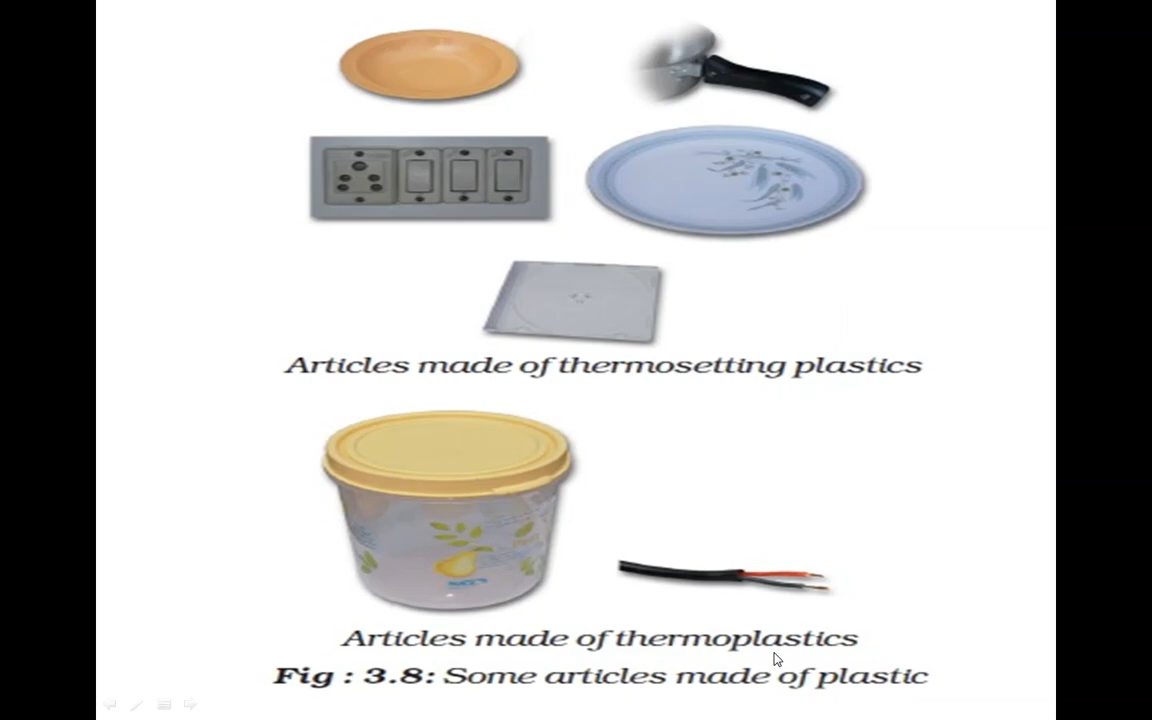 Articles made of thermosetting plastics
Articles made of thermoplastics
Fig : 3.8: Some articles made of plastic